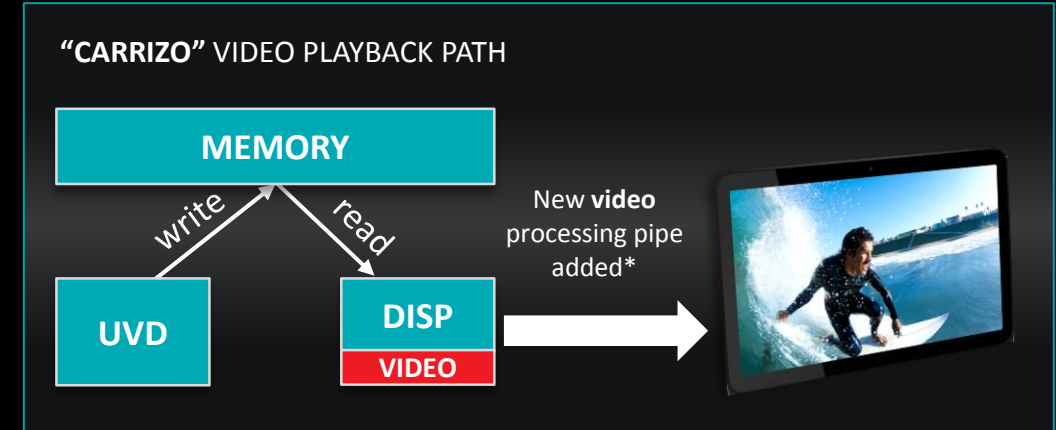 “CARRIZO” VIDEO PLAYBACK PATH
MEMORY
write
read
New video
processing pipe
added*
UVD
DISP
VIDEO